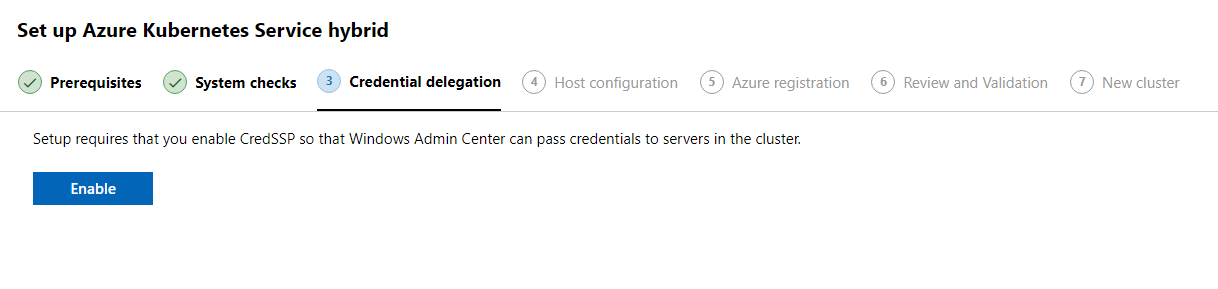 Set up Azure Kubernetes Service hybrid
Prerequisites System checks 3 Credential delegation 4 Host configuration 5 Azure registration 6 Review and Validation 7 New cluster
Setup requires that you enable CredSSP so that Windows Admin Center can pass credentials to servers in the cluster.
Enable